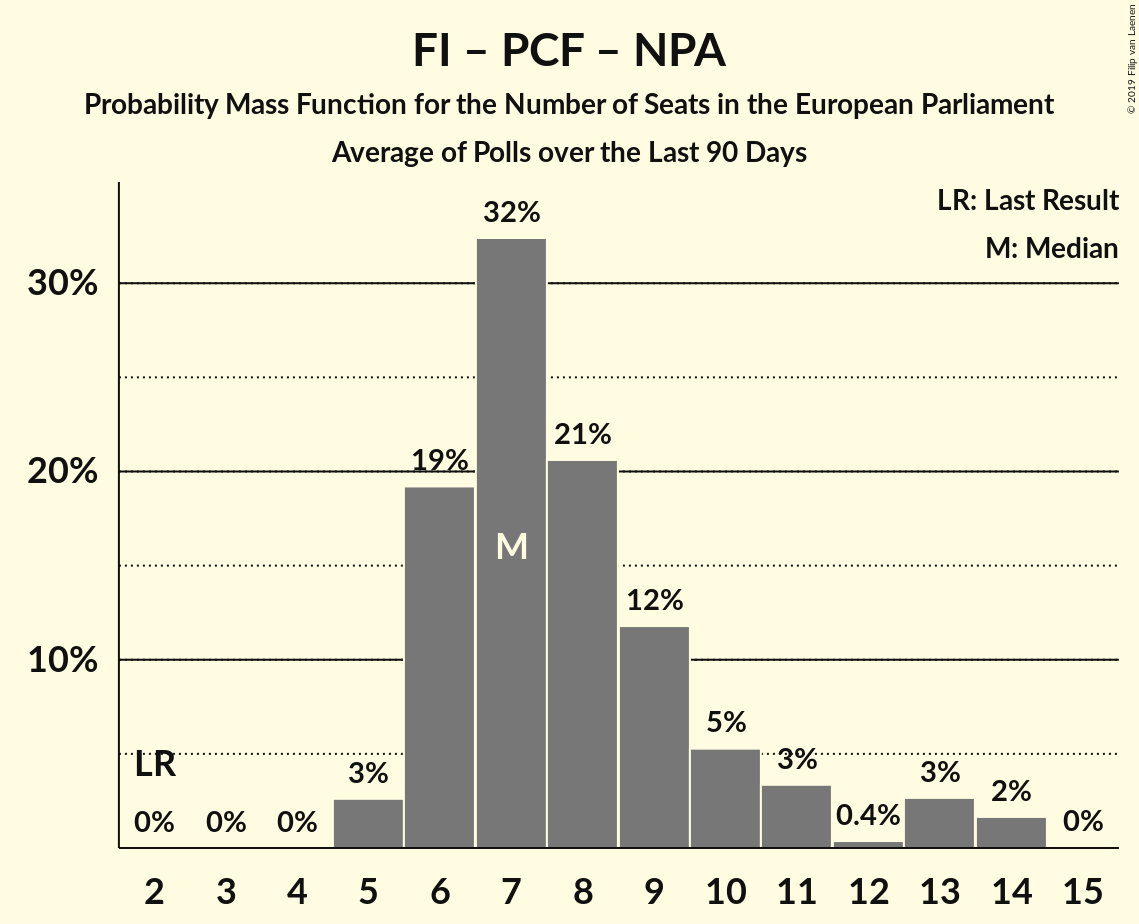 FI – PCF – NPA
Probability Mass Function for the Number of Seats in the European Parliament
Average of Polls over the Last 90 Days
© 2019 Filip van Laenen
LR: Last Result
M: Median
32%
30%
21%
19%
20%
M
12%
10%
5%
3%
LR
3%
3%
2%
0%
0%
0%
0.4%
0%
2 3 4 5 6 7 8 9 10 11 12 13 14 15